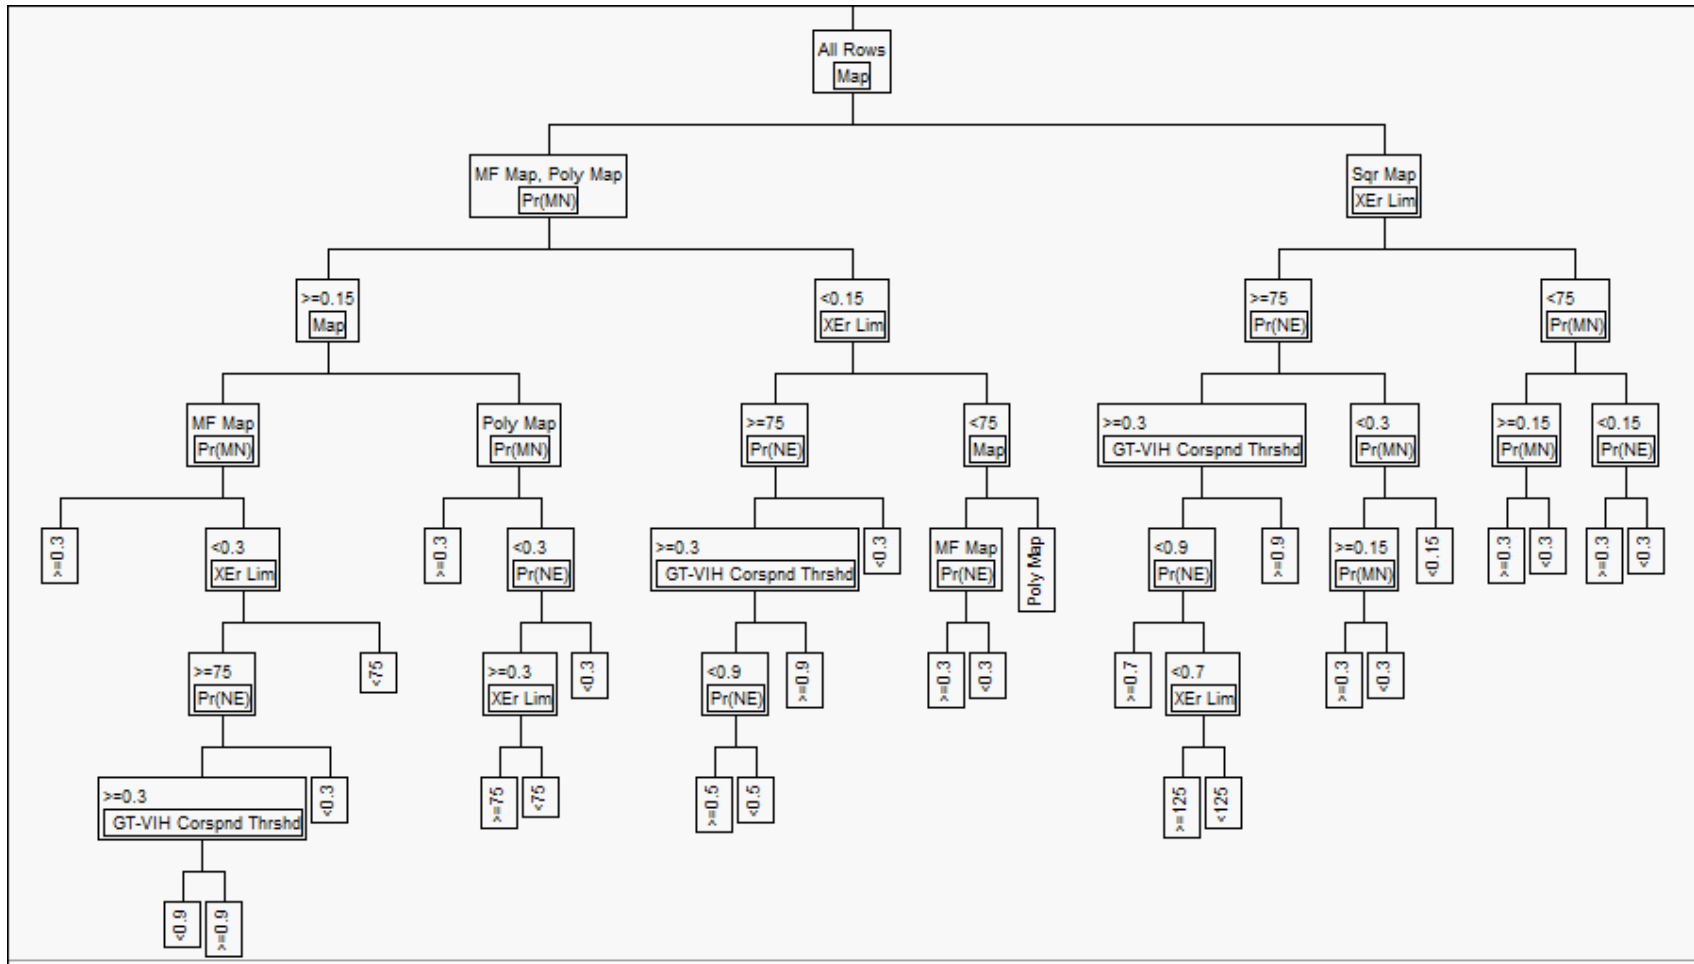 All Rows
Map
MF Map, Poly Map
Pr(MN)
Sqr Map
XEr Lim
>=0.15
Map
<0.15
XEr Lim
>=75
Pr(NE)
<75
Pr(MN)
MF Map
Pr(MN)
Poly Map
Pr(MN)
>=75
Pr(NE)
<75
Map
>=0.3
GT-VIH Corspnd Thrshd
<0.3
Pr(MN)
>=0.15
Pr(MN)
<0.15
Pr(NE)
>=0.3
<0.3
XEr Lim
>=0.3
<0.3
Pr(NE)
>=0.3
GT-VIH Corspnd Thrshd
<0.3
MF Map
Pr(NE)
Poly Map
<0.9
Pr(NE)
>=0.9
>=0.15
Pr(MN)
<0.15
>=0.3
<0.3
>=0.3
<0.3
>=75
Pr(NE)
<75
>=0.3
XEr Lim
<0.3
<0.9
Pr(NE)
>=0.9
>=0.3
<0.3
>=0.7
<0.7
XEr Lim
>=0.3
<0.3
>=0.3
GT-VIH Corspnd Thrshd
<0.3
>=75
<75
>=0.5
<0.5
>=125
<125
<0.9
>=0.9